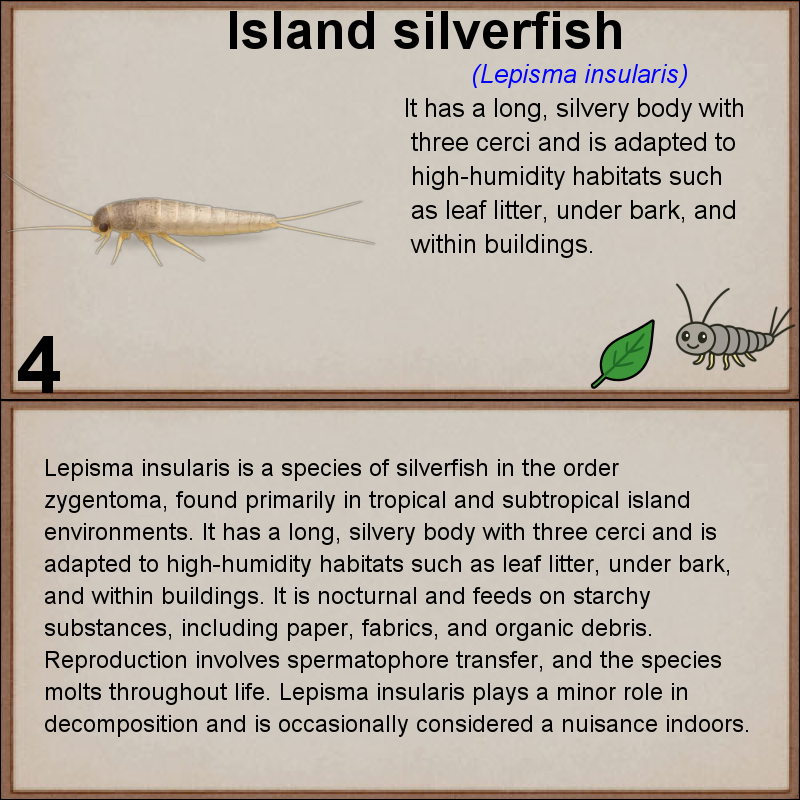 Island silverfish
(Lepisma insularis)
It has a long, silvery body with
three cerci and is adapted to
high-humidity habitats such
as leaf litter, under bark, and
within buildings.
4
Lepisma insularis is a species of silverfish in the order
zygentoma, found primarily in tropical and subtropical island
environments. It has a long, silvery body with three cerci and is
adapted to high-humidity habitats such as leaf litter, under bark,
and within buildings. It is nocturnal and feeds on starchy
substances, including paper, fabrics, and organic debris.
Reproduction involves spermatophore transfer, and the species
molts throughout life. Lepisma insularis plays a minor role in
decomposition and is occasionally considered a nuisance indoors.